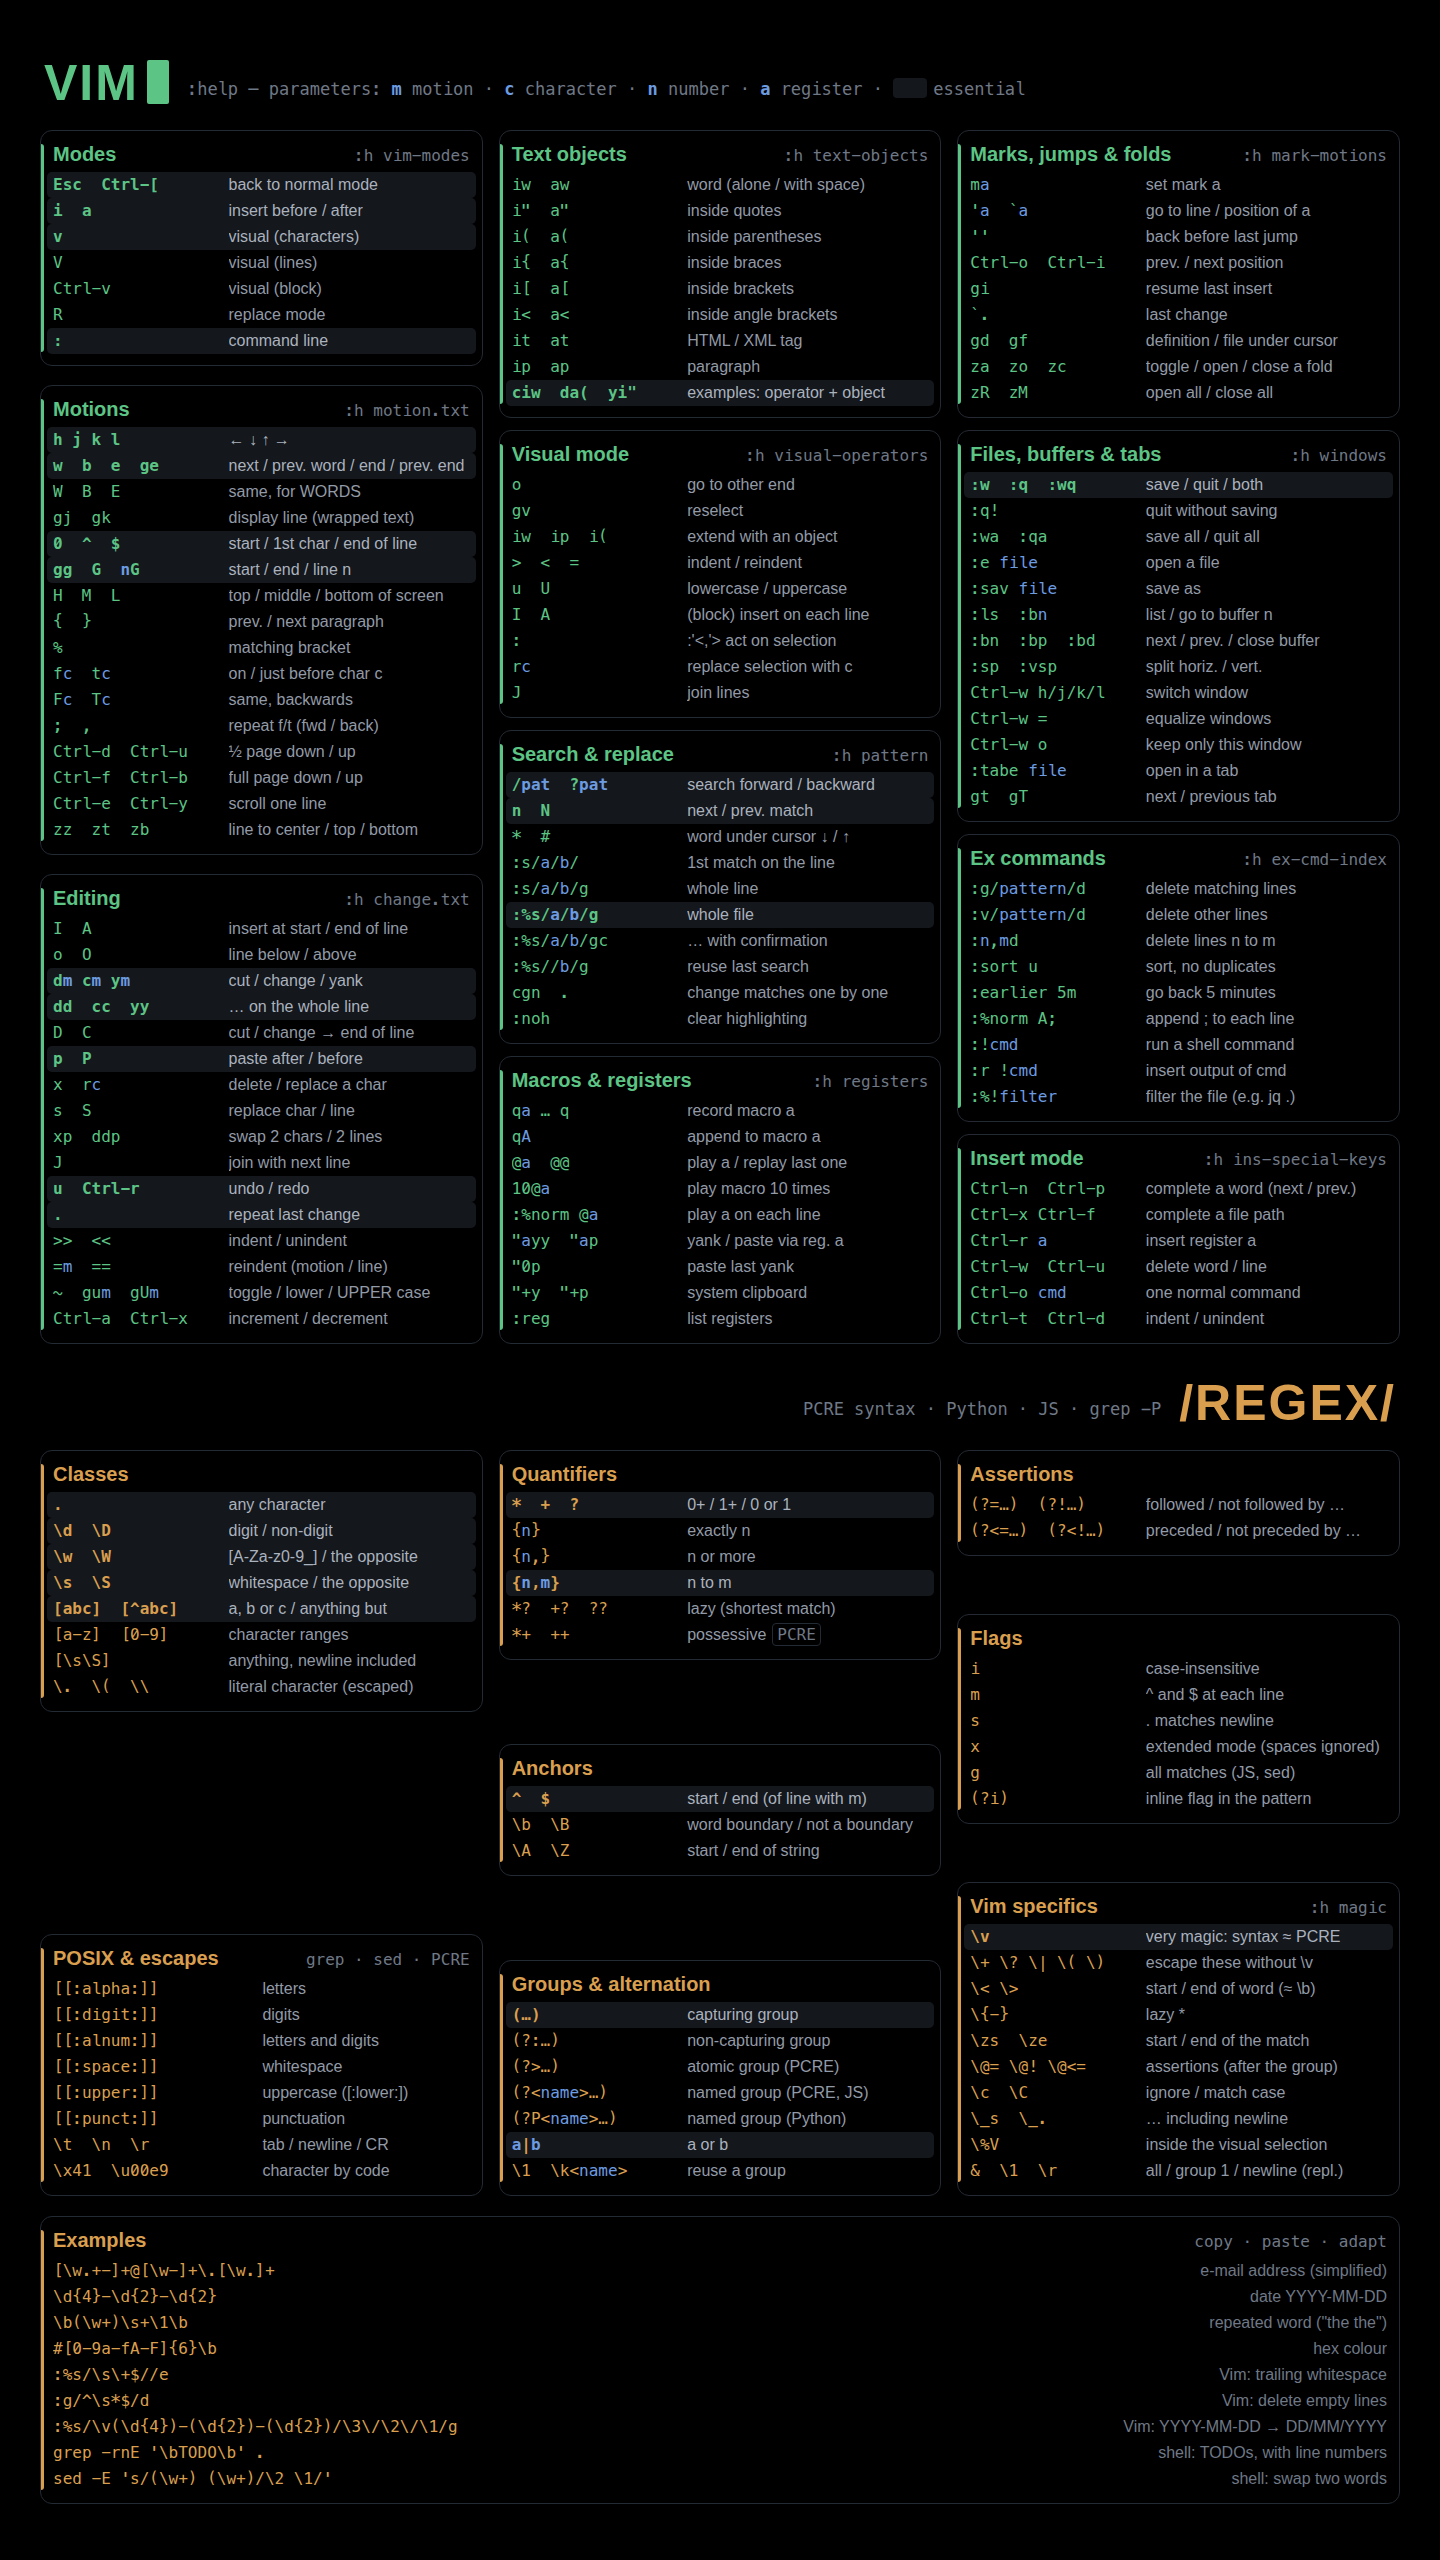 VIM
:help – parameters: m motion · c character · n number · a register · essential
Modes :h vim-modes
Esc Ctrl-[ back to normal mode
i a insert before / after
v visual (characters)
V visual (lines)
Ctrl-v visual (block)
R replace mode
: command line
Motions :h motion.txt
h j k l ← ↓ ↑ →
w b e ge next / prev. word / end / prev. end
W B E same, for WORDS
gj gk display line (wrapped text)
0 ^ $ start / 1st char / end of line
gg G nG start / end / line n
H M L top / middle / bottom of screen
{ } prev. / next paragraph
% matching bracket
fc tc on / just before char c
Fc Tc same, backwards
; , repeat f/t (fwd / back)
Ctrl-d Ctrl-u ½ page down / up
Ctrl-f Ctrl-b full page down / up
Ctrl-e Ctrl-y scroll one line
zz zt zb line to center / top / bottom
Editing :h change.txt
I A insert at start / end of line
o O line below / above
dm cm ym cut / change / yank
dd cc yy … on the whole line
D C cut / change → end of line
p P paste after / before
x rc delete / replace a char
s S replace char / line
xp ddp swap 2 chars / 2 lines
J join with next line
u Ctrl-r undo / redo
. repeat last change
>> << indent / unindent
=m == reindent (motion / line)
~ gum gUm toggle / lower / UPPER case
Ctrl-a Ctrl-x increment / decrement
Text objects :h text-objects
iw aw word (alone / with space)
i" a" inside quotes
i( a( inside parentheses
i{ a{ inside braces
i[ a[ inside brackets
i< a< inside angle brackets
it at HTML / XML tag
ip ap paragraph
ciw da( yi" examples: operator + object
Visual mode :h visual-operators
o go to other end
gv reselect
iw ip i( extend with an object
> < = indent / reindent
u U lowercase / uppercase
I A (block) insert on each line
: :'<,'> act on selection
rc replace selection with c
J join lines
Search & replace :h pattern
/pat ?pat search forward / backward
n N next / prev. match
* # word under cursor ↓ / ↑
:s/a/b/ 1st match on the line
:s/a/b/g whole line
:%s/a/b/g whole file
:%s/a/b/gc … with confirmation
:%s//b/g reuse last search
cgn . change matches one by one
:noh clear highlighting
Macros & registers :h registers
qa … q record macro a
qA append to macro a
@a @@ play a / replay last one
10@a play macro 10 times
:%norm @a play a on each line
"ayy "ap yank / paste via reg. a
"0p paste last yank
"+y "+p system clipboard
:reg list registers
Marks, jumps & folds :h mark-motions
ma set mark a
'a `a go to line / position of a
'' back before last jump
Ctrl-o Ctrl-i prev. / next position
gi resume last insert
`. last change
gd gf definition / file under cursor
za zo zc toggle / open / close a fold
zR zM open all / close all
Files, buffers & tabs :h windows
:w :q :wq save / quit / both
:q! quit without saving
:wa :qa save all / quit all
:e file open a file
:sav file save as
:ls :bn list / go to buffer n
:bn :bp :bd next / prev. / close buffer
:sp :vsp split horiz. / vert.
Ctrl-w h/j/k/l switch window
Ctrl-w = equalize windows
Ctrl-w o keep only this window
:tabe file open in a tab
gt gT next / previous tab
Ex commands :h ex-cmd-index
:g/pattern/d delete matching lines
:v/pattern/d delete other lines
:n,md delete lines n to m
:sort u sort, no duplicates
:earlier 5m go back 5 minutes
:%norm A; append ; to each line
:!cmd run a shell command
:r !cmd insert output of cmd
:%!filter filter the file (e.g. jq .)
Insert mode :h ins-special-keys
Ctrl-n Ctrl-p complete a word (next / prev.)
Ctrl-x Ctrl-f complete a file path
Ctrl-r a insert register a
Ctrl-w Ctrl-u delete word / line
Ctrl-o cmd one normal command
Ctrl-t Ctrl-d indent / unindent
PCRE syntax · Python · JS · grep -P /REGEX/
Classes
. any character
\d \D digit / non-digit
\w \W [A-Za-z0-9_] / the opposite
\s \S whitespace / the opposite
[abc] [^abc] a, b or c / anything but
[a-z] [0-9] character ranges
[\s\S] anything, newline included
\. \( \\ literal character (escaped)
POSIX & escapes grep · sed · PCRE
[[:alpha:]] letters
[[:digit:]] digits
[[:alnum:]] letters and digits
[[:space:]] whitespace
[[:upper:]] uppercase ([:lower:])
[[:punct:]] punctuation
\t \n \r tab / newline / CR
\x41 \u00e9 character by code
Quantifiers
* + ? 0+ / 1+ / 0 or 1
{n} exactly n
{n,} n or more
{n,m} n to m
*? +? ?? lazy (shortest match)
*+ ++ possessive PCRE
Anchors
^ $ start / end (of line with m)
\b \B word boundary / not a boundary
\A \Z start / end of string
Groups & alternation
(…) capturing group
(?:…) non-capturing group
(?>…) atomic group (PCRE)
(?<name>…) named group (PCRE, JS)
(?P<name>…) named group (Python)
a|b a or b
\1 \k<name> reuse a group
Assertions
(?=…) (?!…) followed / not followed by …
(?<=…) (?<!…) preceded / not preceded by …
Flags
i case-insensitive
m ^ and $ at each line
s . matches newline
x extended mode (spaces ignored)
g all matches (JS, sed)
(?i) inline flag in the pattern
Vim specifics :h magic
\v very magic: syntax ≈ PCRE
\+ \? \| \( \) escape these without \v
\< \> start / end of word (≈ \b)
\{-} lazy *
\zs \ze start / end of the match
\@= \@! \@<= assertions (after the group)
\c \C ignore / match case
\_s \_. … including newline
\%V inside the visual selection
& \1 \r all / group 1 / newline (repl.)
Examples copy · paste · adapt
[\w.+-]+@[\w-]+\.[\w.]+ e-mail address (simplified)
\d{4}-\d{2}-\d{2} date YYYY-MM-DD
\b(\w+)\s+\1\b repeated word ("the the")
#[0-9a-fA-F]{6}\b hex colour
:%s/\s\+$//e Vim: trailing whitespace
:g/^\s*$/d Vim: delete empty lines
:%s/\v(\d{4})-(\d{2})-(\d{2})/\3\/\2\/\1/g Vim: YYYY-MM-DD → DD/MM/YYYY
grep -rnE '\bTODO\b' . shell: TODOs, with line numbers
sed -E 's/(\w+) (\w+)/\2 \1/' shell: swap two words